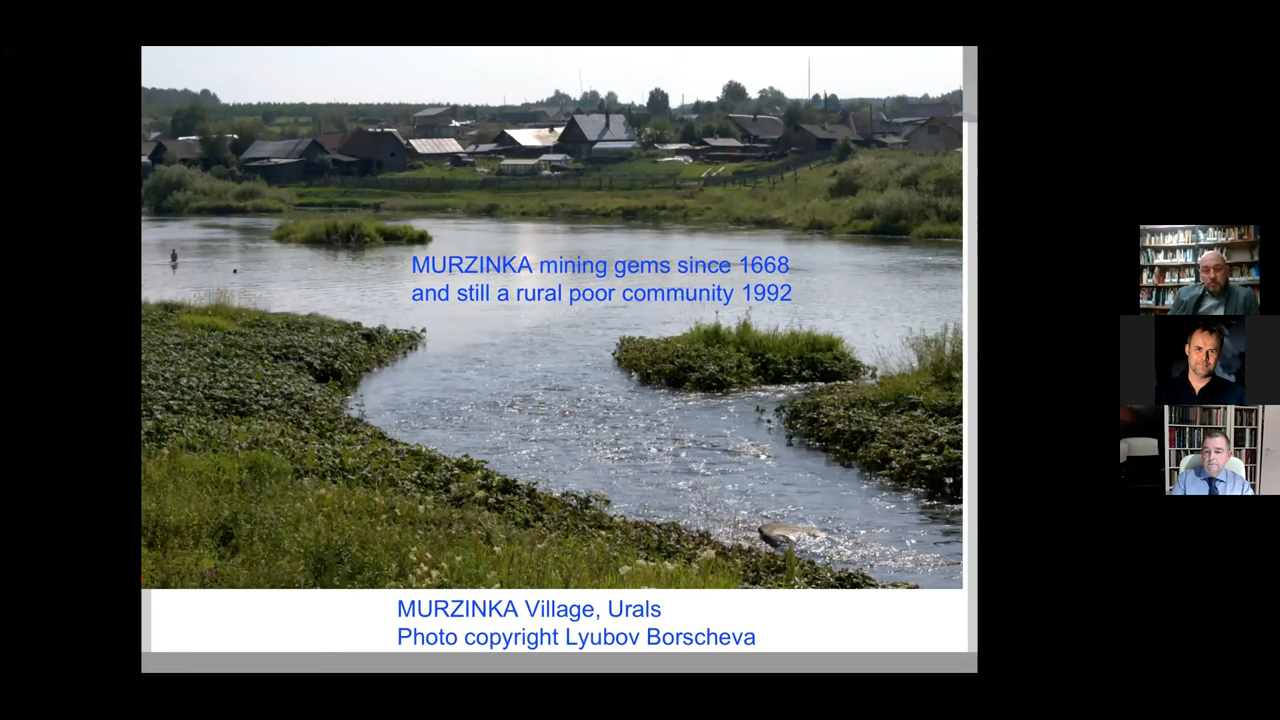 MURZINKA mining gems since 1668
and still a rural poor community 1992
MURZINKA Village, Urals
Photo copyright Lyubov Borscheva